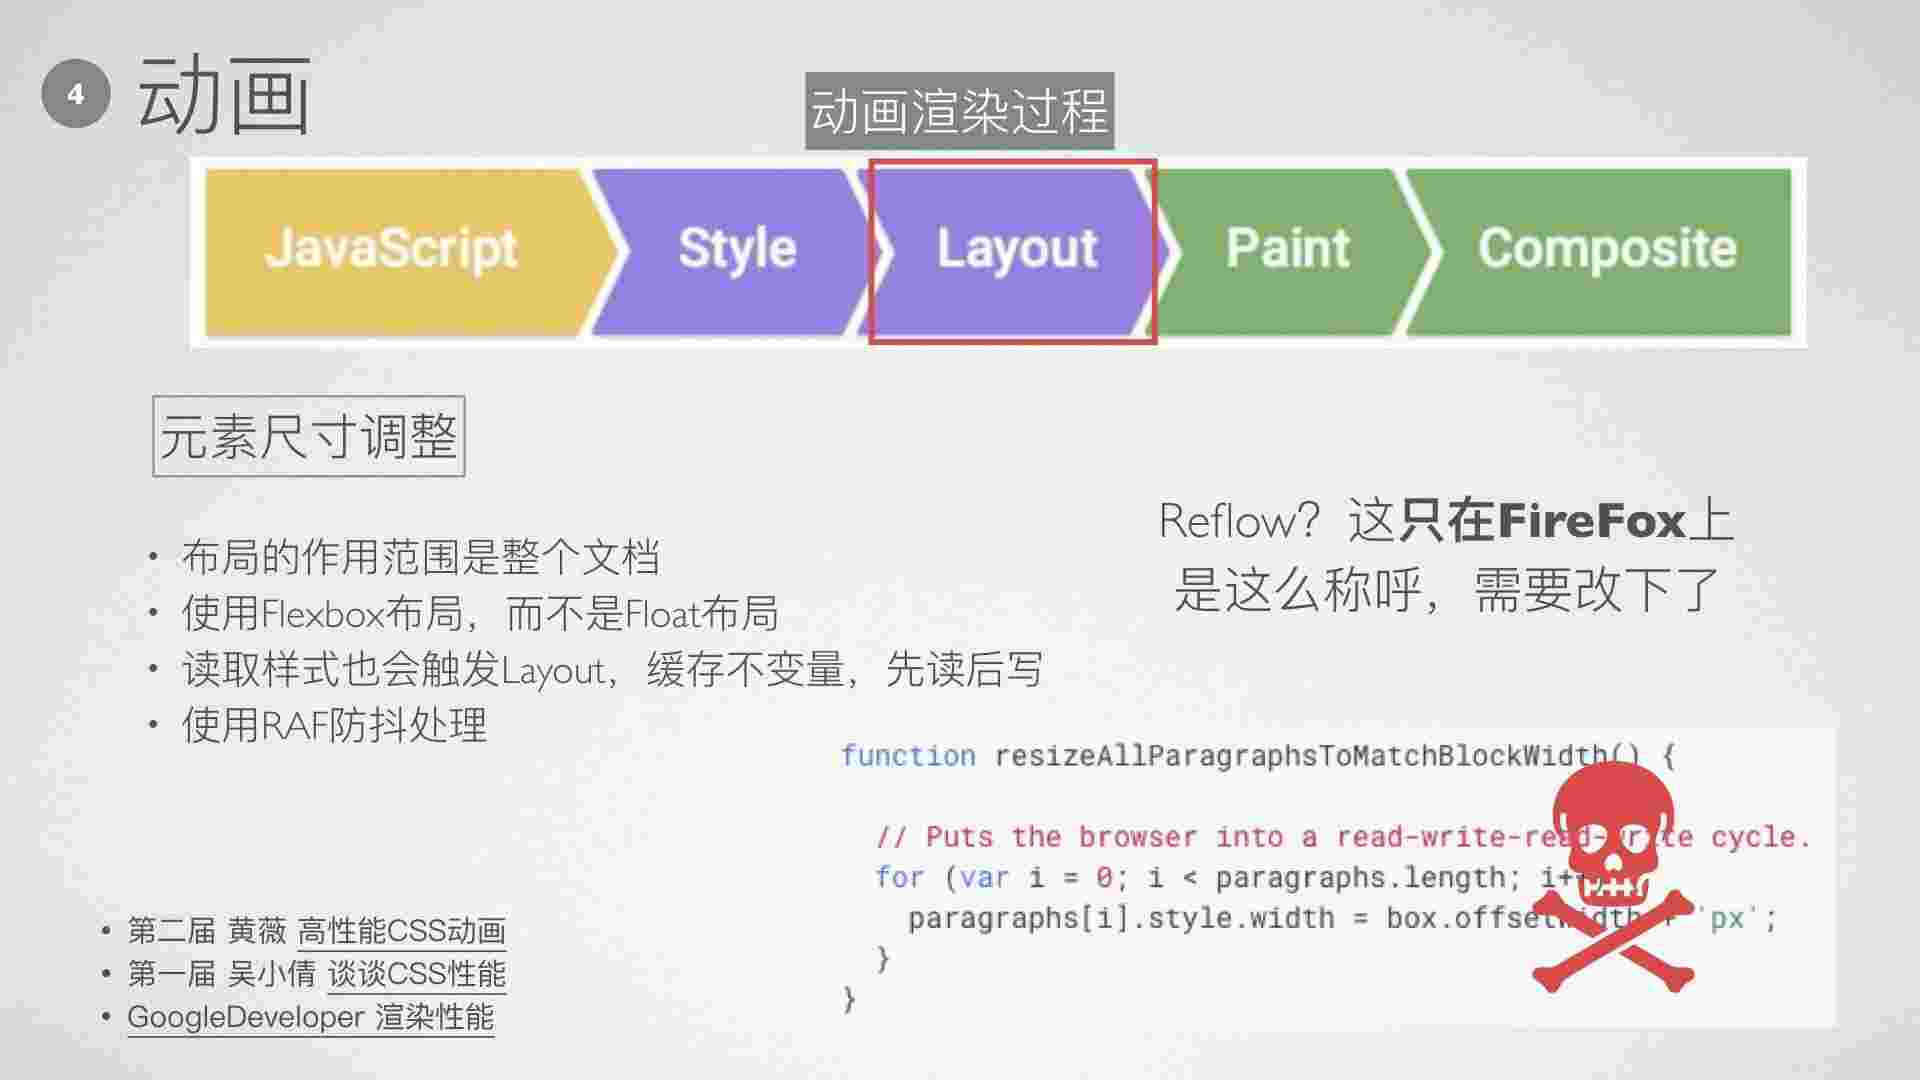 4 动画
动画渲染过程
JavaScript Style Layout Paint Composite
元素尺寸调整
• 布局的作用范围是整个文档
• 使用Flexbox布局，而不是Float布局
• 读取样式也会触发Layout，缓存不变量，先读后写
• 使用RAF防抖处理
Reflow？这只在FireFox上
是这么称呼，需要改下了
function resizeAllParagraphsToMatchBlockWidth() {
// Puts the browser into a read-write-read-write cycle.
for (var i = 0; i < paragraphs.length; i++) {
paragraphs[i].style.width = box.offsetWidth + 'px';
}
}
• 第二届 黄薇 高性能CSS动画
• 第一届 吴小倩 谈谈CSS性能
• GoogleDeveloper 渲染性能